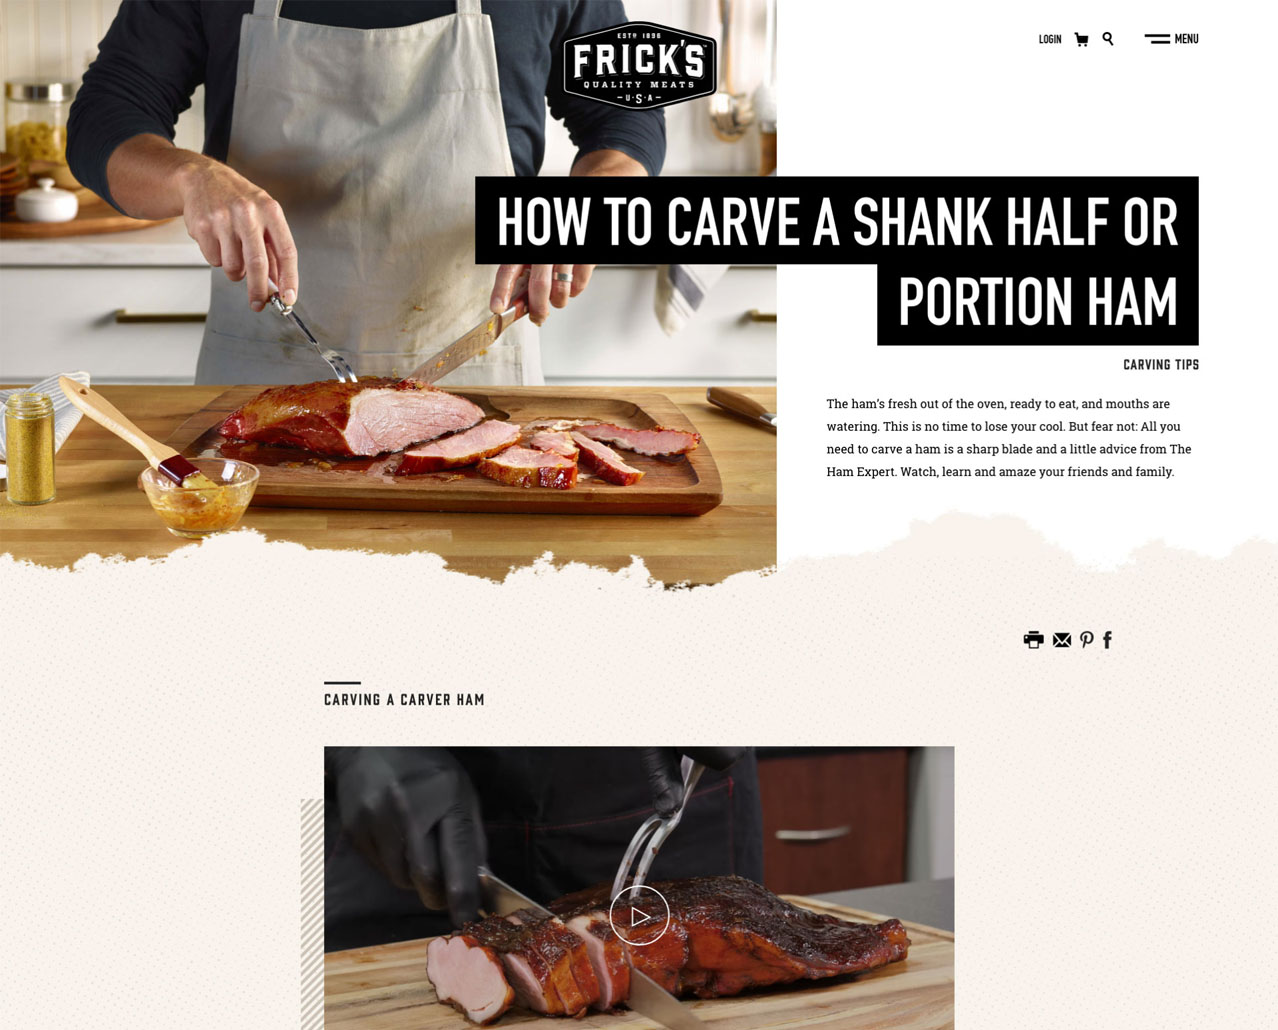 ESTD 1896
FRICK'S
QUALITY MEATS
U·S·A
LOGIN
MENU
HOW TO CARVE A SHANK HALF OR
PORTION HAM
CARVING TIPS
The ham's fresh out of the oven, ready to eat, and mouths are
watering. This is no time to lose your cool. But fear not: All you
need to carve a ham is a sharp blade and a little advice from The
Ham Expert. Watch, learn and amaze your friends and family.
CARVING A CARVER HAM